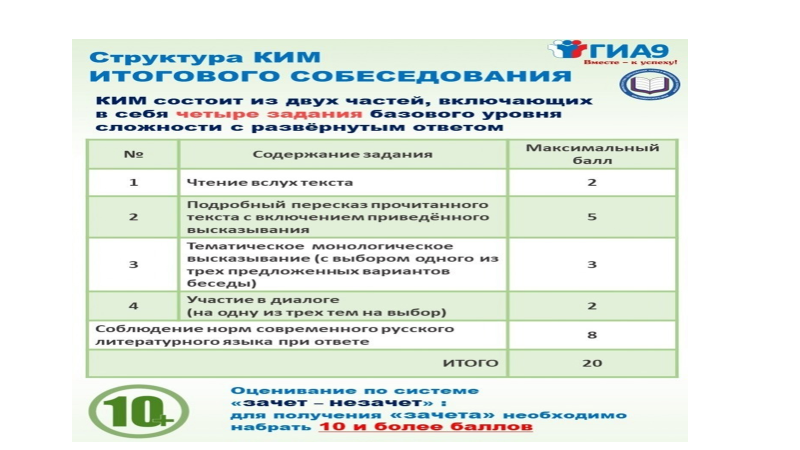 Структура КИМ
ИТОГОВОГО СОБЕСЕДОВАНИЯ
ГИА9
Вместе – к успеху!
КИМ состоит из двух частей, включающих
в себя четыре задания базового уровня
сложности с развёрнутым ответом
№ Содержание задания Максимальный балл
1 Чтение вслух текста 2
2 Подробный пересказ прочитанного
текста с включением приведённого
высказывания 5
3 Тематическое монологическое
высказывание (с выбором одного из
трех предложенных вариантов
беседы) 3
4 Участие в диалоге
(на одну из трех тем на выбор) 2
Соблюдение норм современного русского
литературного языка при ответе 8
ИТОГО 20
10+
Оценивание по системе
«зачет – незачет» :
для получения «зачета» необходимо
набрать 10 и более баллов